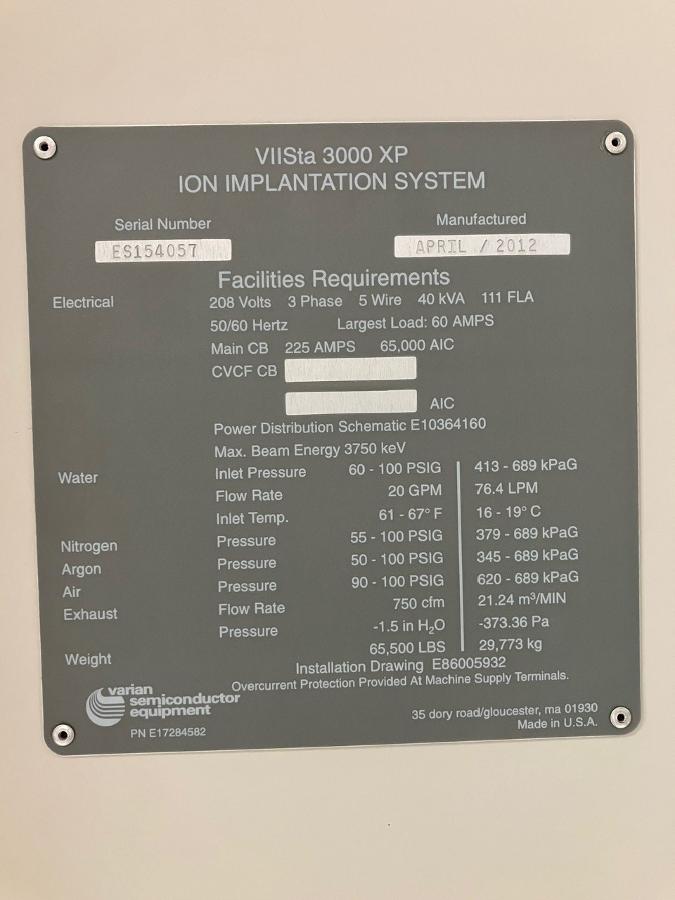 VIISta 3000 XP
ION IMPLANTATION SYSTEM
Serial Number Manufactured
ES154057 APRIL / 2012
Facilities Requirements
Electrical 208 Volts 3 Phase 5 Wire 40 kVA 111 FLA
50/60 Hertz Largest Load: 60 AMPS
Main CB 225 AMPS 65,000 AIC
CVCF CB
AIC
Power Distribution Schematic E10364160
Max. Beam Energy 3750 keV
Water Inlet Pressure 60 - 100 PSIG 413 - 689 kPaG
Flow Rate 20 GPM 76.4 LPM
Inlet Temp. 61 - 67° F 16 - 19° C
Nitrogen Pressure 55 - 100 PSIG 379 - 689 kPaG
Argon Pressure 50 - 100 PSIG 345 - 689 kPaG
Air Pressure 90 - 100 PSIG 620 - 689 kPaG
Exhaust Flow Rate 750 cfm 21.24 m³/MIN
Pressure -1.5 in H₂O -373.36 Pa
Weight 65,500 LBS 29,773 kg
Installation Drawing E86005932
Overcurrent Protection Provided At Machine Supply Terminals.
varian
semiconductor
equipment
PN E17284582
35 dory road/gloucester, ma 01930
Made in U.S.A.